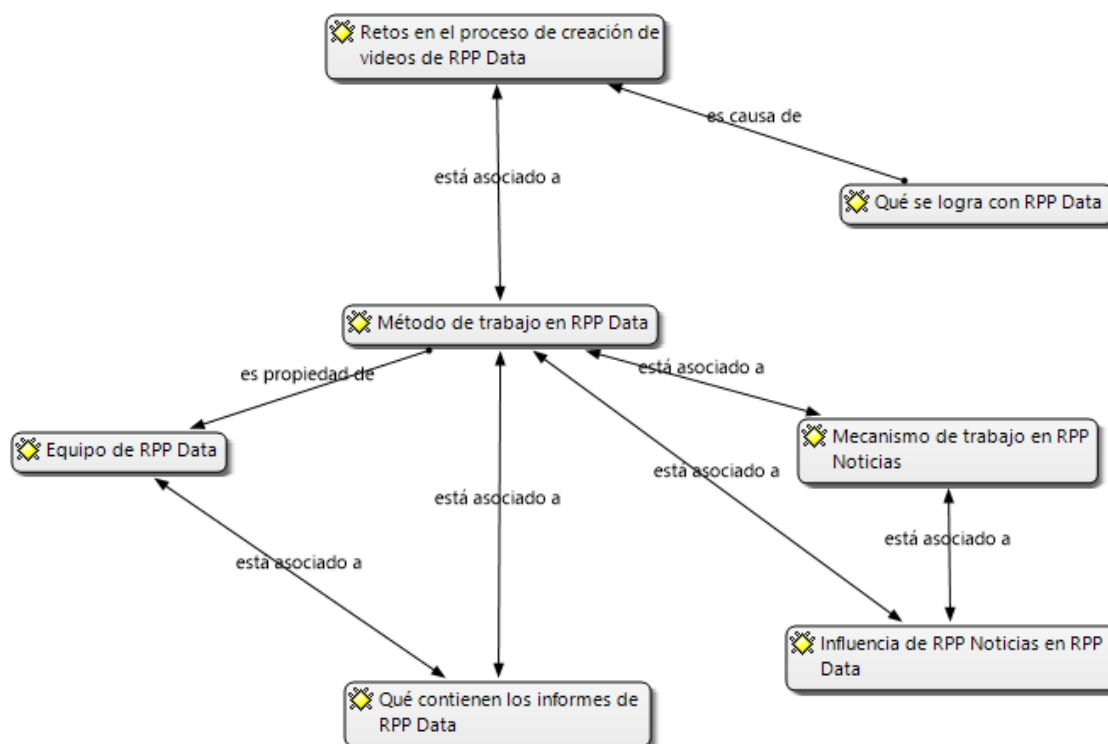 Retos en el proceso de creación de
videos de RPP Data
es causa de
está asociado a
Qué se logra con RPP Data
Método de trabajo en RPP Data
es propiedad de
está asociado a
Equipo de RPP Data
Mecanismo de trabajo en RPP
Noticias
está asociado a
está asociado a
está asociado a
está asociado a
Influencia de RPP Noticias en RPP
Data
Qué contienen los informes de
RPP Data